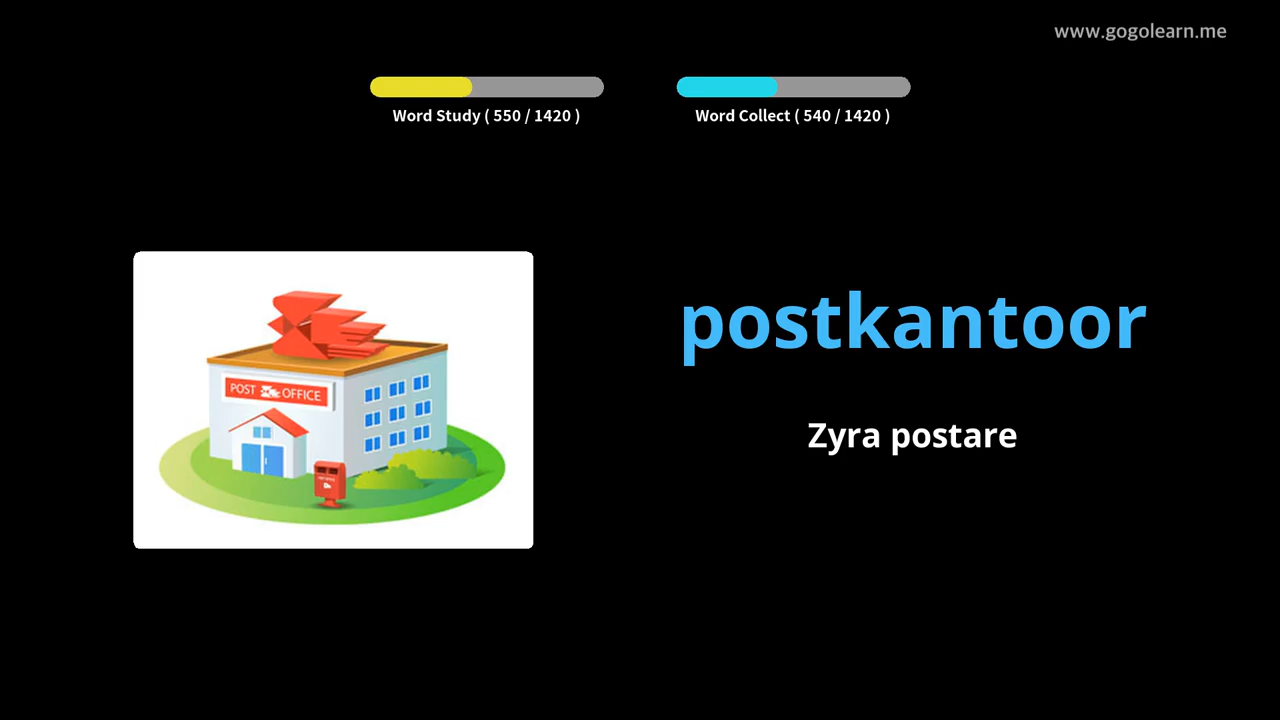 www.gogolearn.me
Word Study ( 550 / 1420 )
Word Collect ( 540 / 1420 )
POST OFFICE
postkantoor
Zyra postare